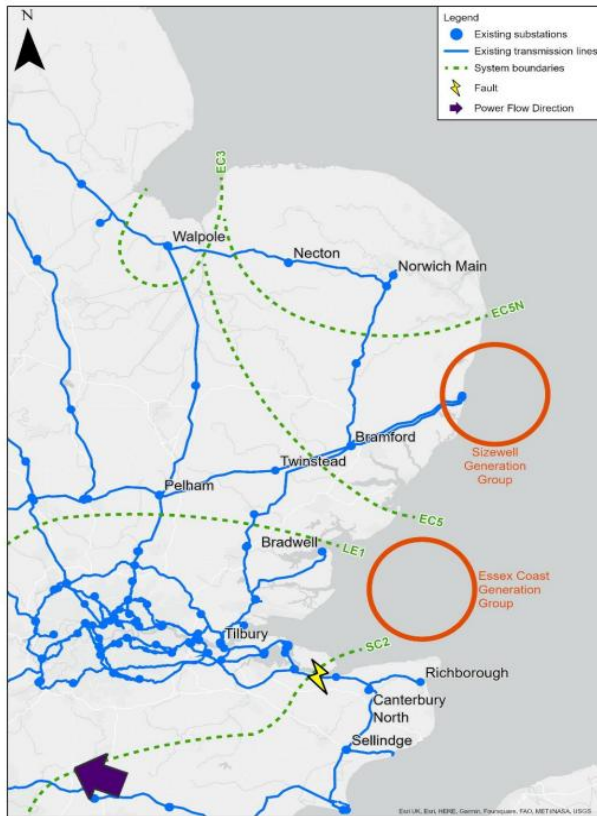 N
Legend
Existing substations
Existing transmission lines
System boundaries
Fault
Power Flow Direction
EC3
Walpole
Necton
Norwich Main
EC5N
Bramford
Sizewell
Generation
Group
Twinstead
Pelham
EC5
Bradwell
LE1
Essex Coast
Generation
Group
Tilbury
SC2
Richborough
Canterbury
North
Sellindge
Esri UK, Esri, HERE, Garmin, Foursquare, FAO, METI/NASA, USGS